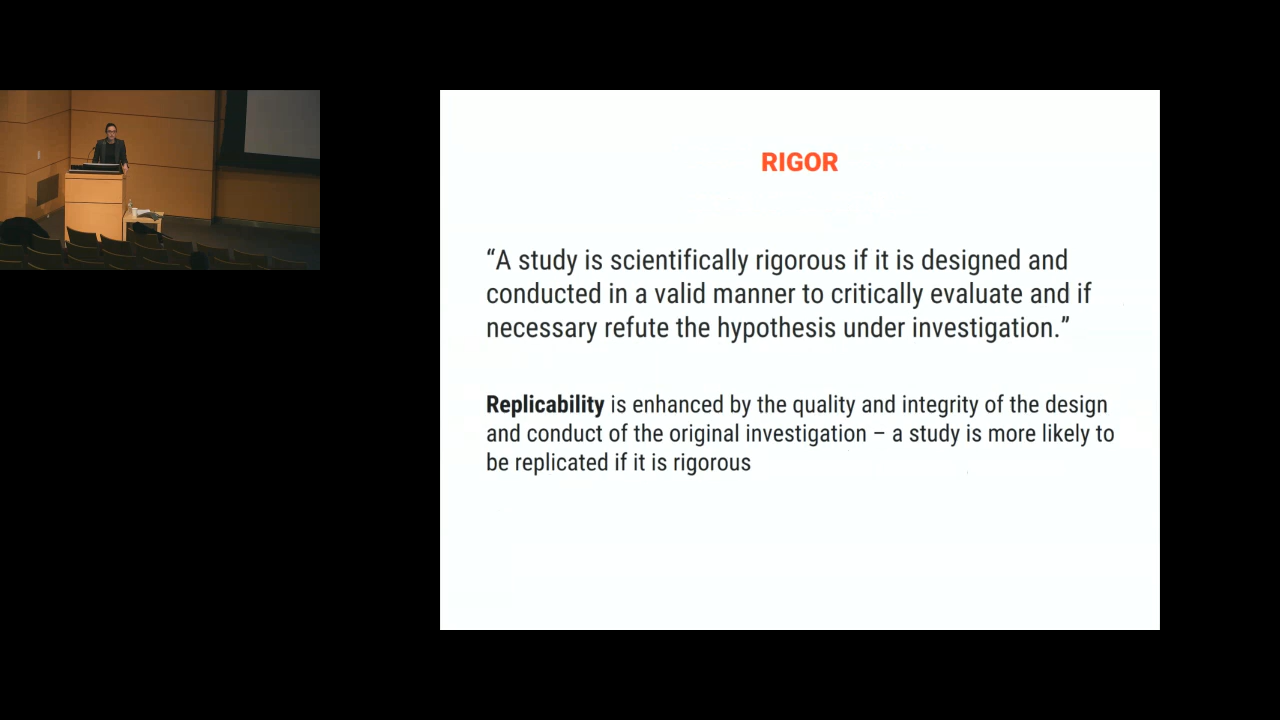 RIGOR
“A study is scientifically rigorous if it is designed and
conducted in a valid manner to critically evaluate and if
necessary refute the hypothesis under investigation.”
Replicability is enhanced by the quality and integrity of the design
and conduct of the original investigation – a study is more likely to
be replicated if it is rigorous